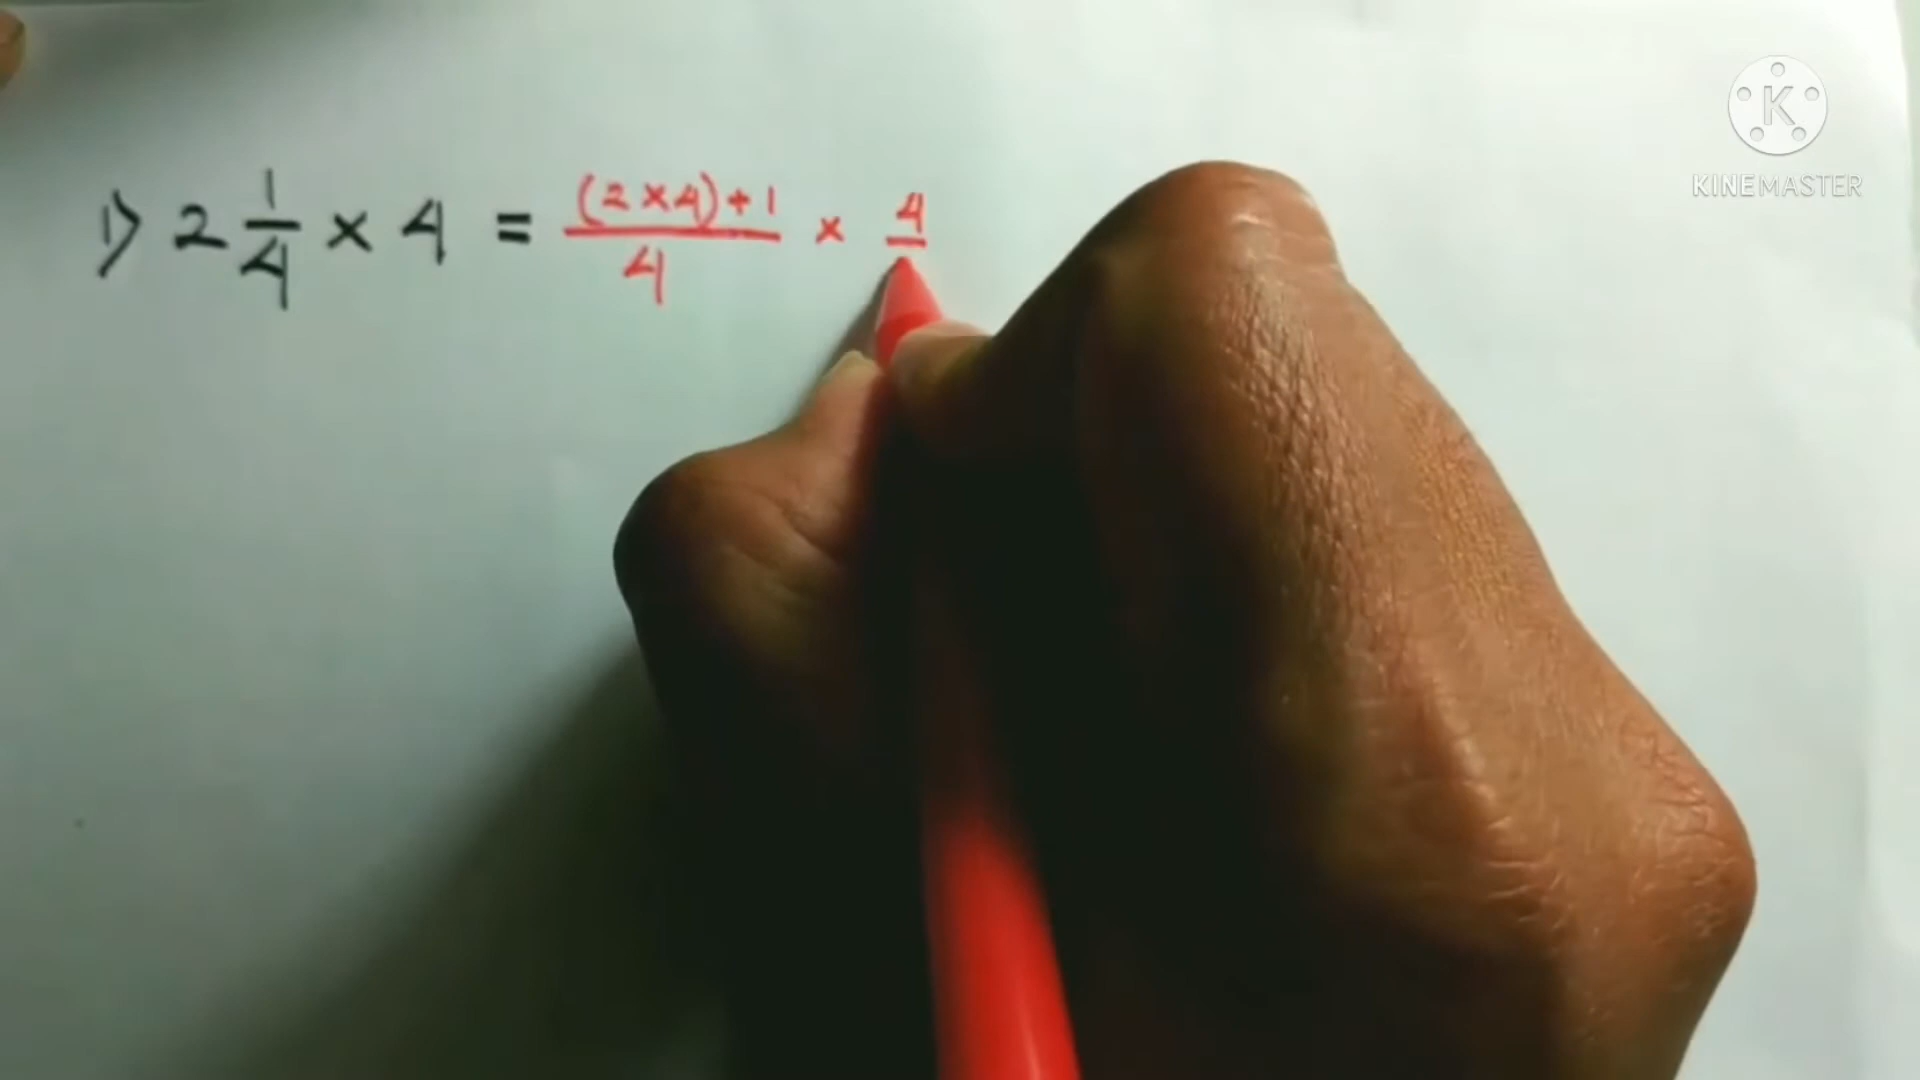 1) 2 1/4 × 4 = (2×4)+1/4 × 4/
K
KINEMASTER